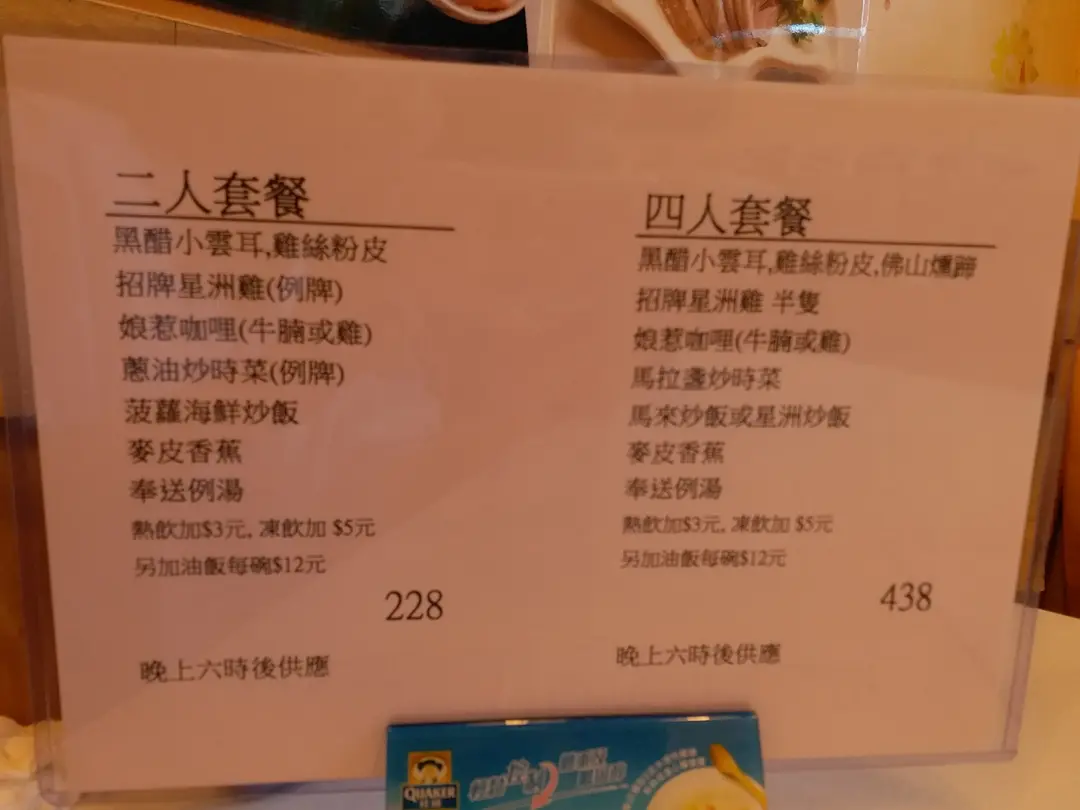 二人套餐
黑醋小雲耳,雞絲粉皮
招牌星洲雞(例牌)
娘惹咖哩(牛腩或雞)
蔥油炒時菜(例牌)
菠蘿海鮮炒飯
麥皮香蕉
奉送例湯
熱飲加$3元, 凍飲加 $5元
另加油飯每碗$12元
228
晚上六時後供應
四人套餐
黑醋小雲耳,雞絲粉皮,佛山燻蹄
招牌星洲雞 半隻
娘惹咖哩(牛腩或雞)
馬拉盞炒時菜
馬來炒飯或星洲炒飯
麥皮香蕉
奉送例湯
熱飲加$3元, 凍飲加 $5元
另加油飯每碗$12元
438
晚上六時後供應
QUAKER